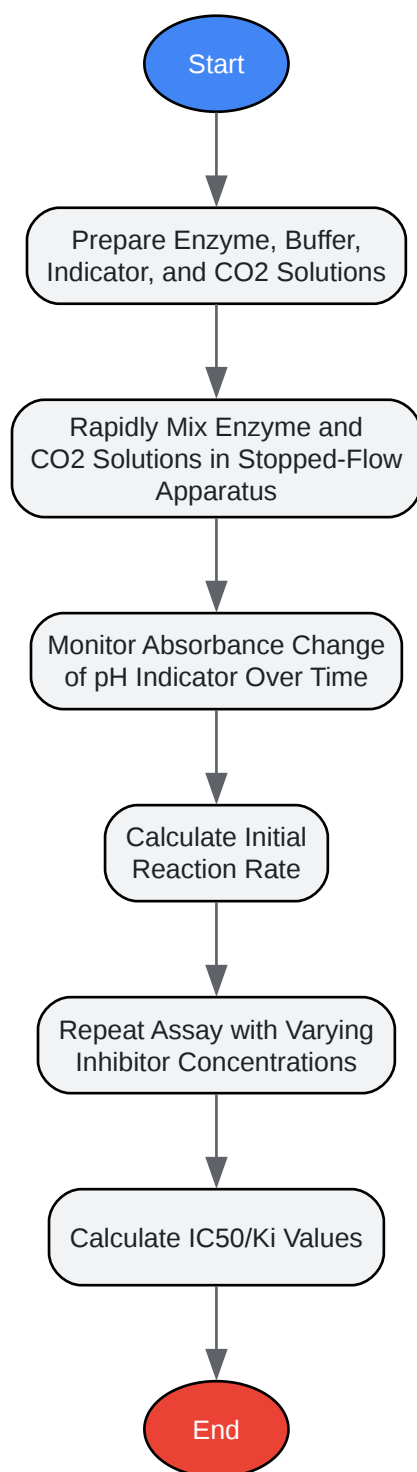 Start
Prepare Enzyme, Buffer,
Indicator, and CO2 Solutions
Rapidly Mix Enzyme and
CO2 Solutions in Stopped-Flow
Apparatus
Monitor Absorbance Change
of pH Indicator Over Time
Calculate Initial
Reaction Rate
Repeat Assay with Varying
Inhibitor Concentrations
Calculate IC50/Ki Values
End